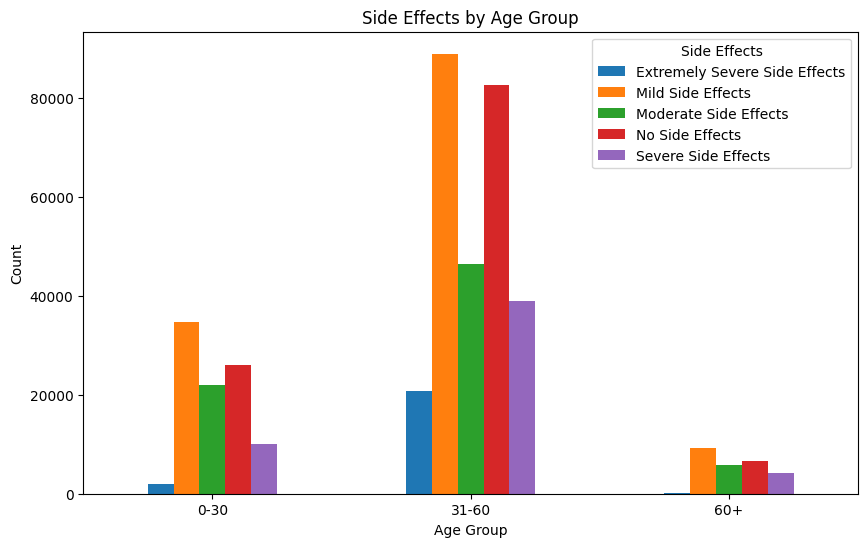 Side Effects by Age Group
Side Effects
Extremely Severe Side Effects
Mild Side Effects
Moderate Side Effects
No Side Effects
Severe Side Effects
Count
80000
60000
40000
20000
0
0-30
31-60
60+
Age Group